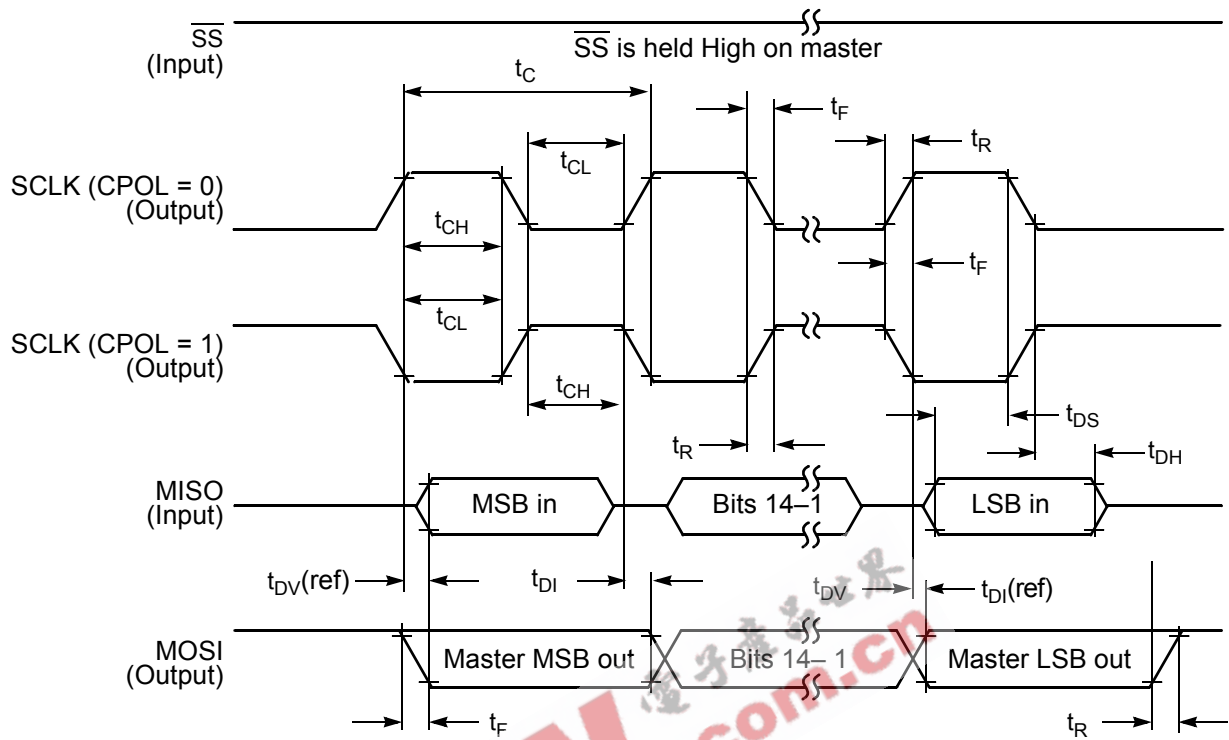 SS
(Input)
SS is held High on master
tC
tF
tCL
tR
SCLK (CPOL = 0)
(Output)
tCH
tF
tCL
SCLK (CPOL = 1)
(Output)
tCH
tDS
tR
tDH
MISO
(Input)
MSB in
Bits 14–1
LSB in
tDV(ref)
tDI
tDV
tDI(ref)
MOSI
(Output)
Master MSB out
Bits 14– 1
Master LSB out
tF
tR
.com.cn